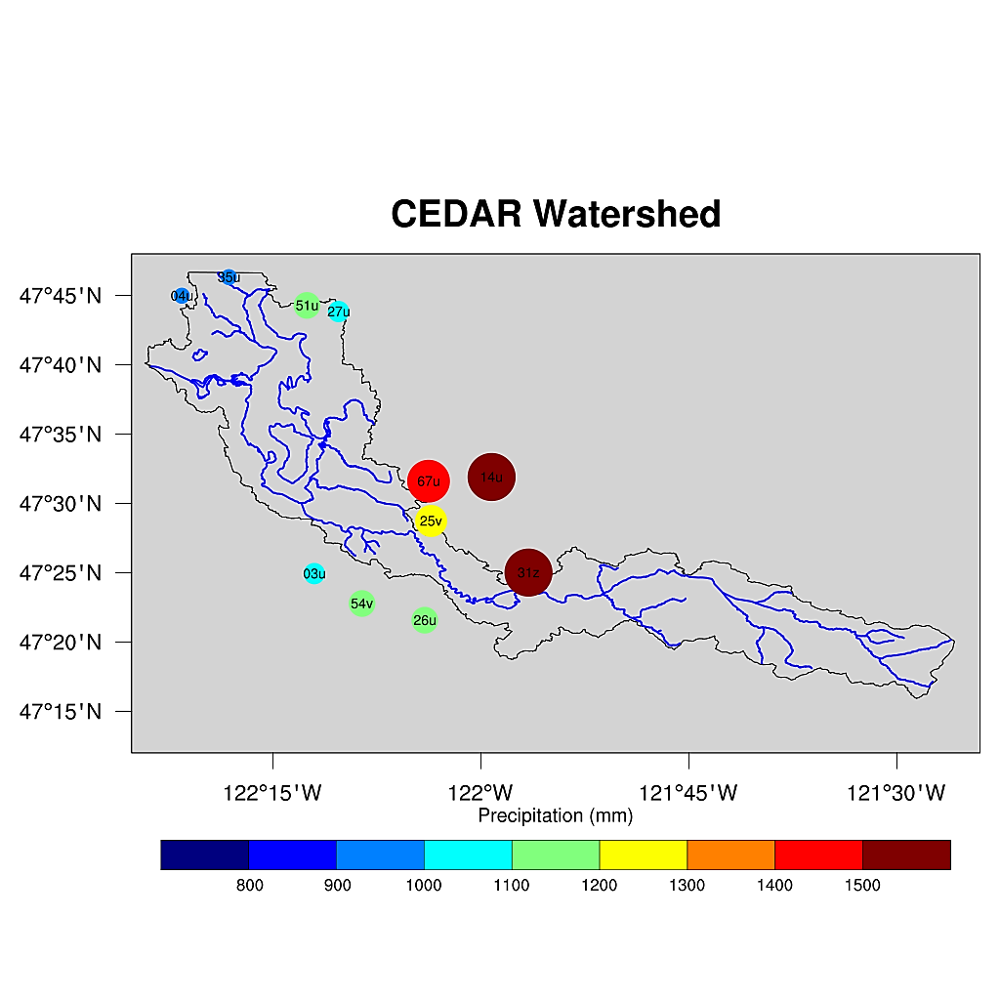 CEDAR Watershed
47°45'N
47°40'N
47°35'N
47°30'N
47°25'N
47°20'N
47°15'N
04u
35u
51u
27u
67u
14u
25v
03u
31z
54v
26u
122°15'W
122°W
121°45'W
121°30'W
Precipitation (mm)
800
900
1000
1100
1200
1300
1400
1500